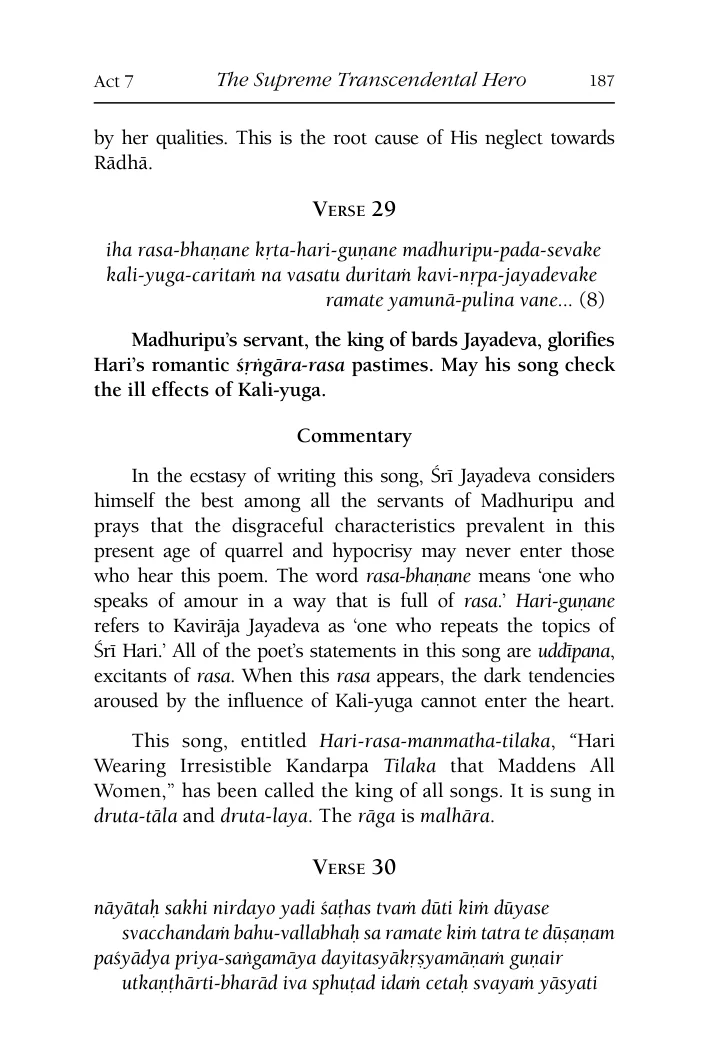 Act 7 The Supreme Transcendental Hero 187
by her qualities. This is the root cause of His neglect towards
Rādhā.
Verse 29
iha rasa-bhaṇane kṛta-hari-guṇane madhuripu-pada-sevake
kali-yuga-caritaṁ na vasatu duritaṁ kavi-nṛpa-jayadevake
ramate yamunā-pulina vane... (8)
Madhuripu’s servant, the king of bards Jayadeva, glorifies
Hari’s romantic śṛṅgāra-rasa pastimes. May his song check
the ill effects of Kali-yuga.
Commentary
In the ecstasy of writing this song, Śrī Jayadeva considers
himself the best among all the servants of Madhuripu and
prays that the disgraceful characteristics prevalent in this
present age of quarrel and hypocrisy may never enter those
who hear this poem. The word rasa-bhaṇane means ‘one who
speaks of amour in a way that is full of rasa.’ Hari-guṇane
refers to Kavirāja Jayadeva as ‘one who repeats the topics of
Śrī Hari.’ All of the poet’s statements in this song are uddīpana,
excitants of rasa. When this rasa appears, the dark tendencies
aroused by the influence of Kali-yuga cannot enter the heart.
This song, entitled Hari-rasa-manmatha-tilaka, “Hari
Wearing Irresistible Kandarpa Tilaka that Maddens All
Women,” has been called the king of all songs. It is sung in
druta-tāla and druta-laya. The rāga is malhāra.
Verse 30
nāyātaḥ sakhi nirdayo yadi śaṭhas tvaṁ dūti kiṁ dūyase
svacchandaṁ bahu-vallabhaḥ sa ramate kiṁ tatra te dūṣaṇam
paśyādya priya-saṅgamāya dayitasyākṛṣyamāṇaṁ guṇair
utkaṇṭhārti-bharād iva sphuṭad idaṁ cetaḥ svayaṁ yāsyati